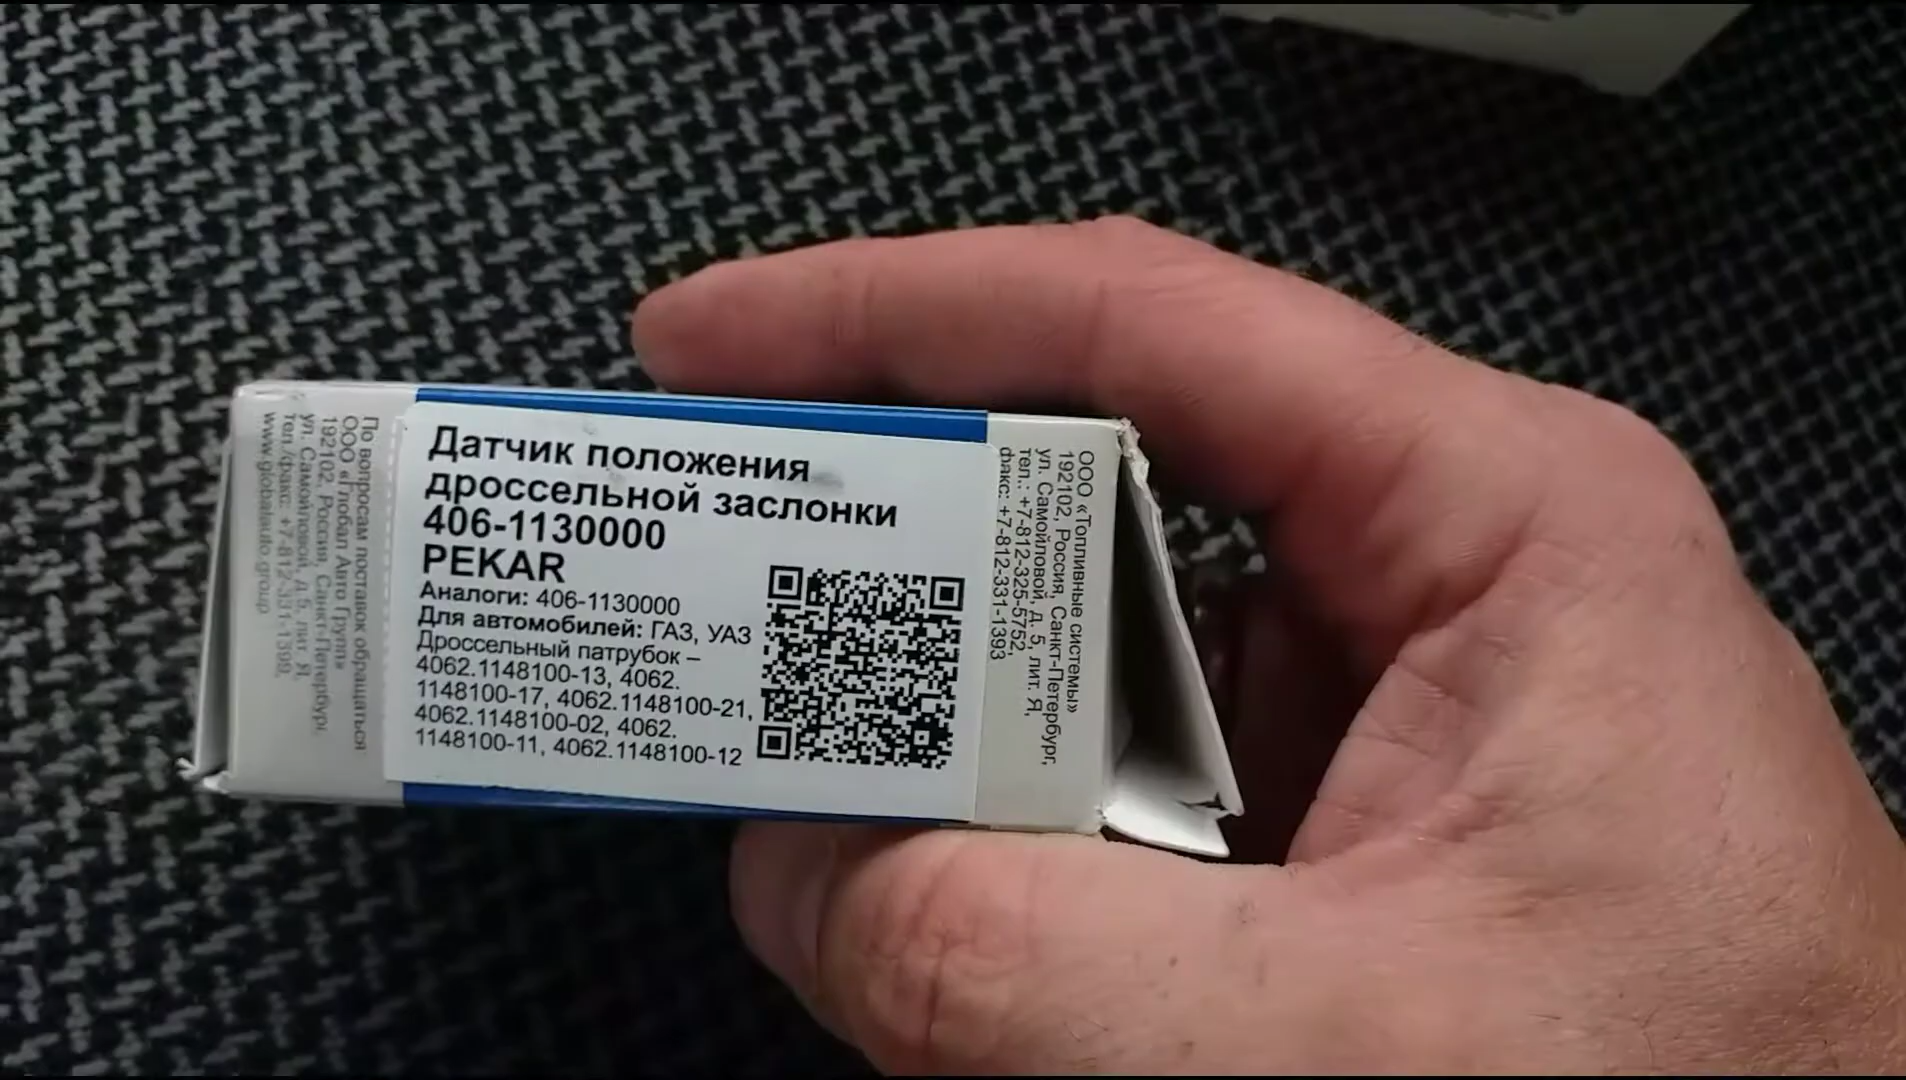 Датчик положения
дроссельной заслонки
406-1130000
PEKAR
Аналоги: 406-1130000
Для автомобилей: ГАЗ, УАЗ
Дроссельный патрубок –
4062.1148100-13, 4062.
1148100-17, 4062.1148100-21,
4062.1148100-02, 4062.
1148100-11, 4062.1148100-12
По вопросам поставок обращаться
ООО «Глобал Авто Групп»
192102, Россия, Санкт-Петербург,
ул. Самойловой, д.5, лит. Я,
тел./факс: +7-812-331-1399,
www.globalauto.group
ООО «Топливные системы»
192102, Россия, Санкт-Петербург,
ул. Самойловой, д. 5, лит. Я,
тел.: +7-812-325-5752,
факс: +7-812-331-1393